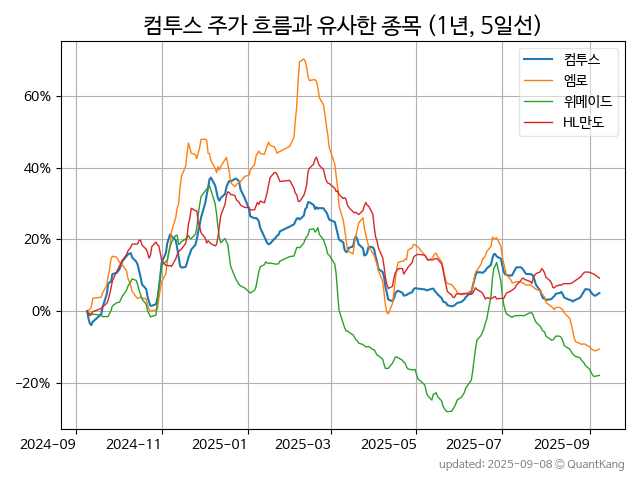 컴투스 주가 흐름과 유사한 종목 (1년, 5일선)
컴투스
엠로
위메이드
HL만도
60%
40%
20%
0%
−20%
2024−09
2024−11
2025−01
2025−03
2025−05
2025−07
2025−09
updated: 2025-09-08 © QuantKang